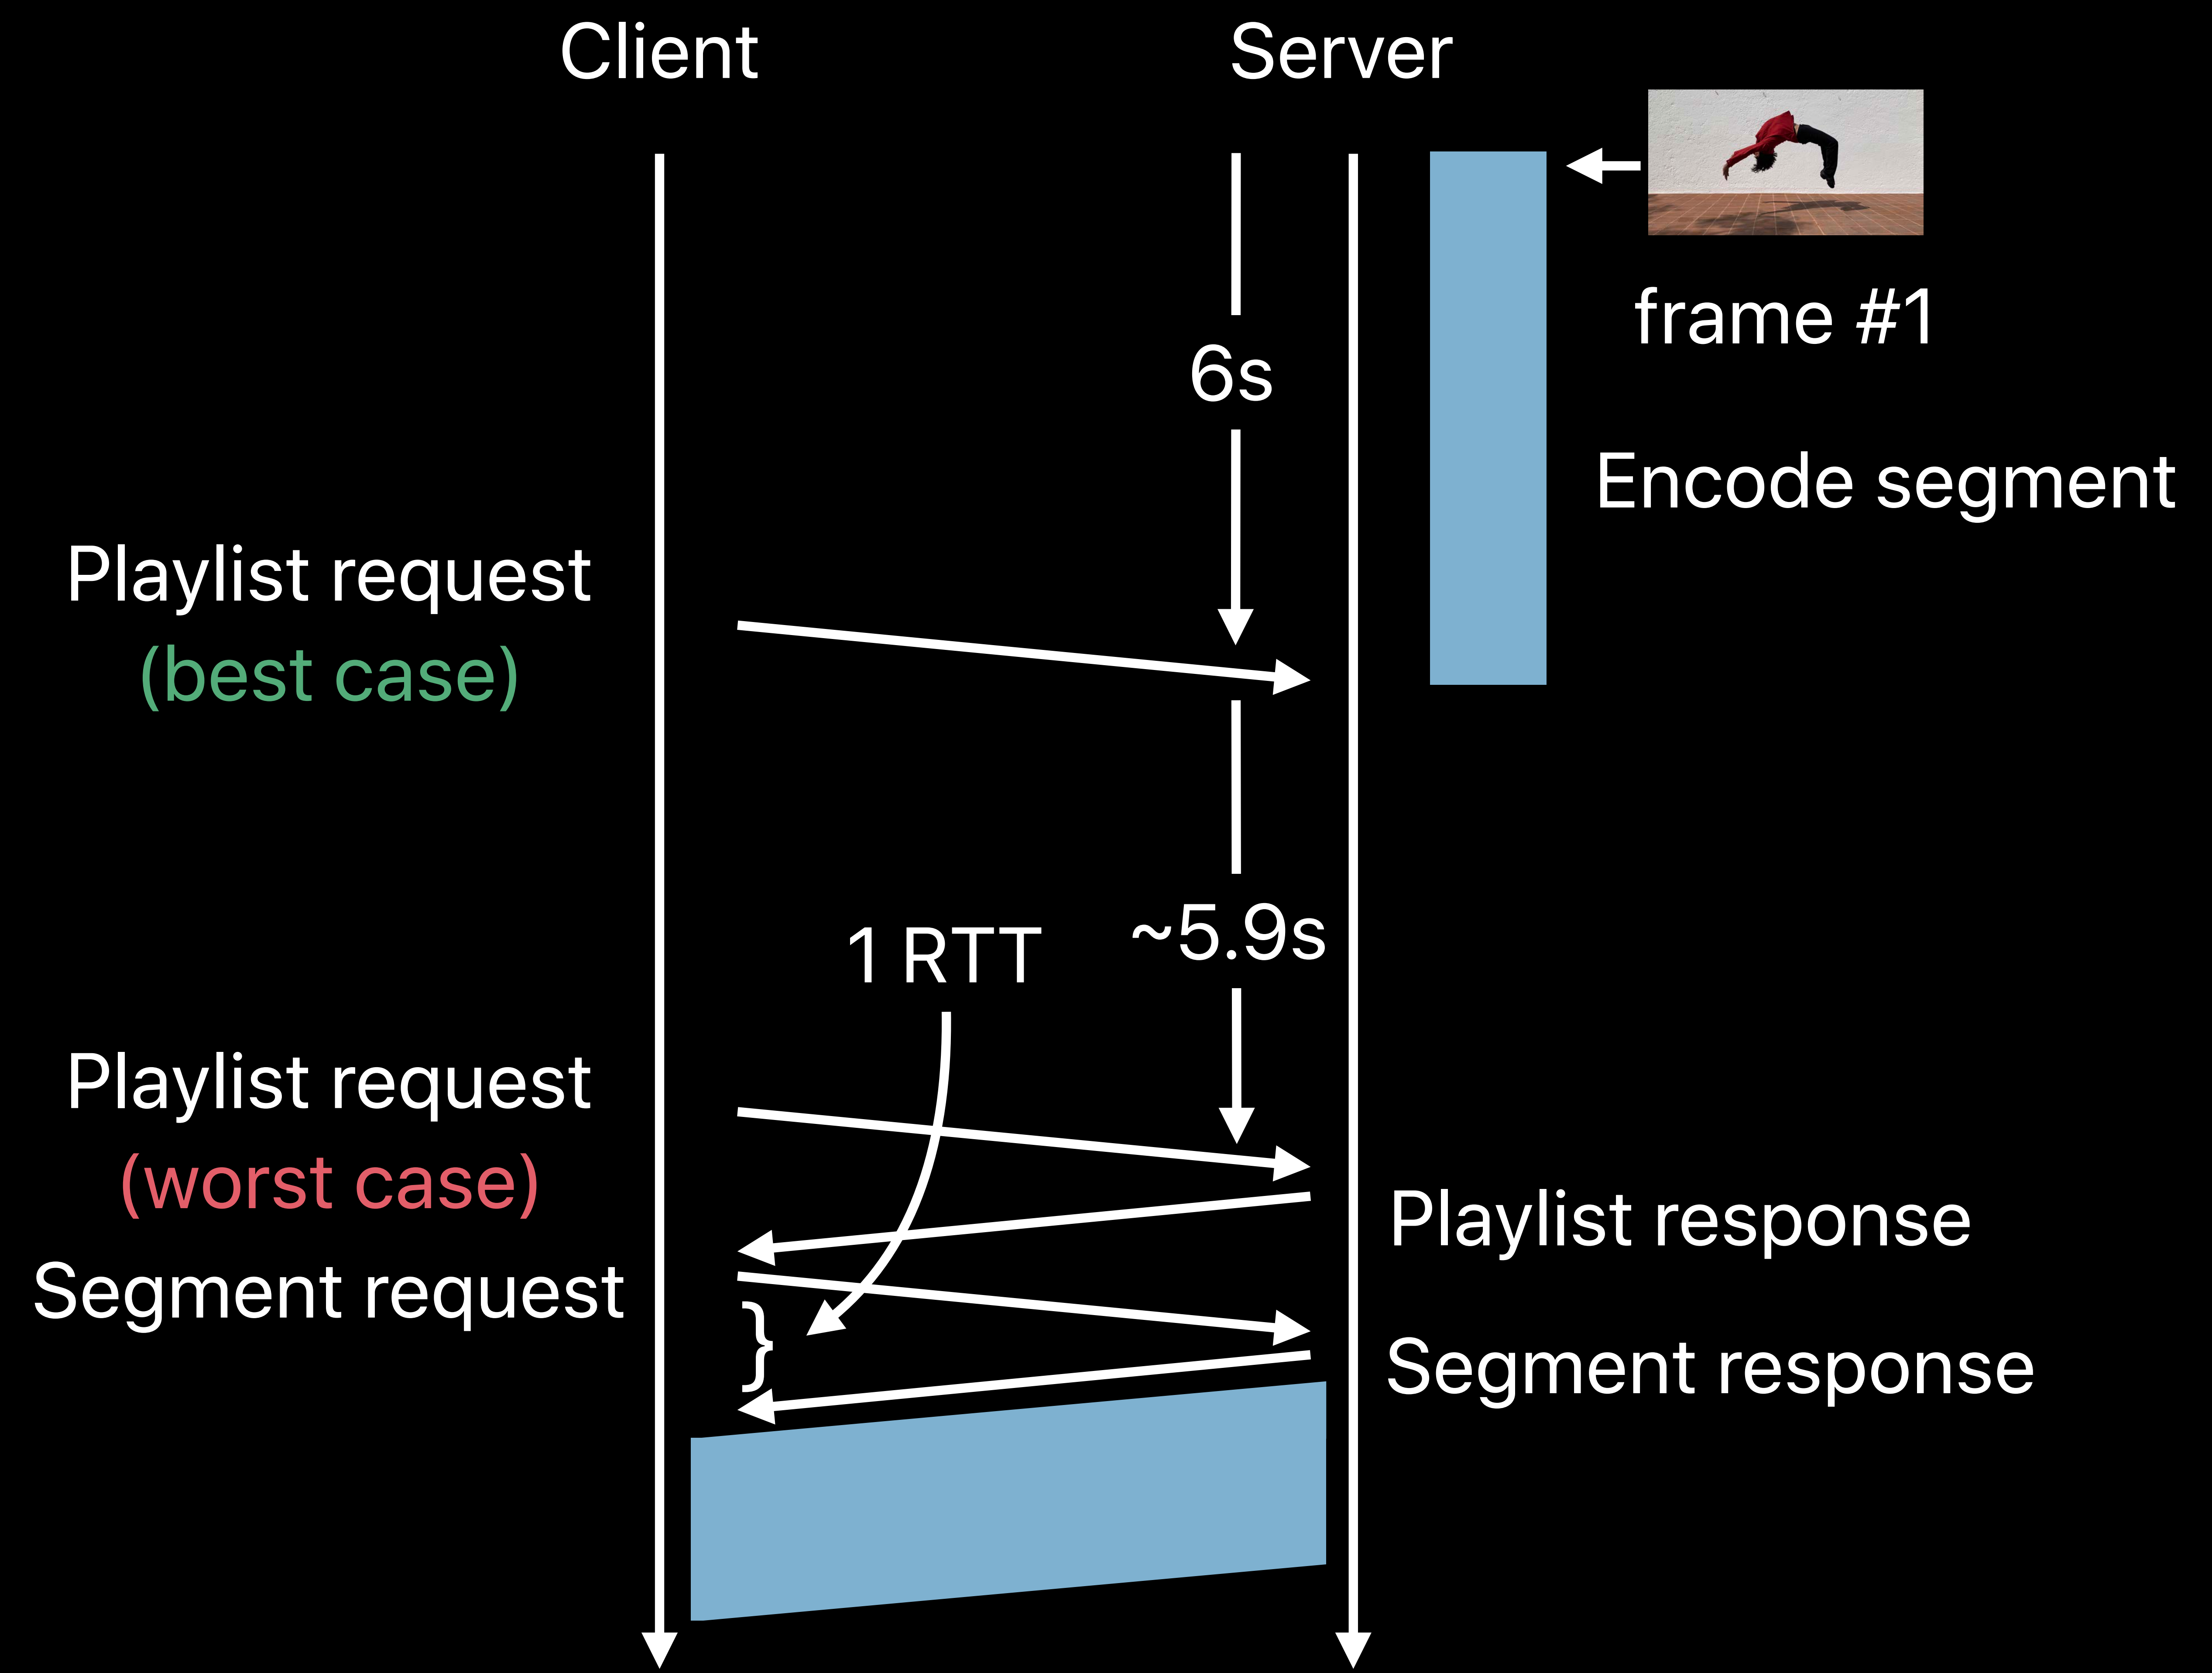 Client
Server
frame #1
6s
Encode segment
Playlist request
(best case)
~5.9s
1 RTT
Playlist request
(worst case)
Playlist response
Segment request
}
Segment response